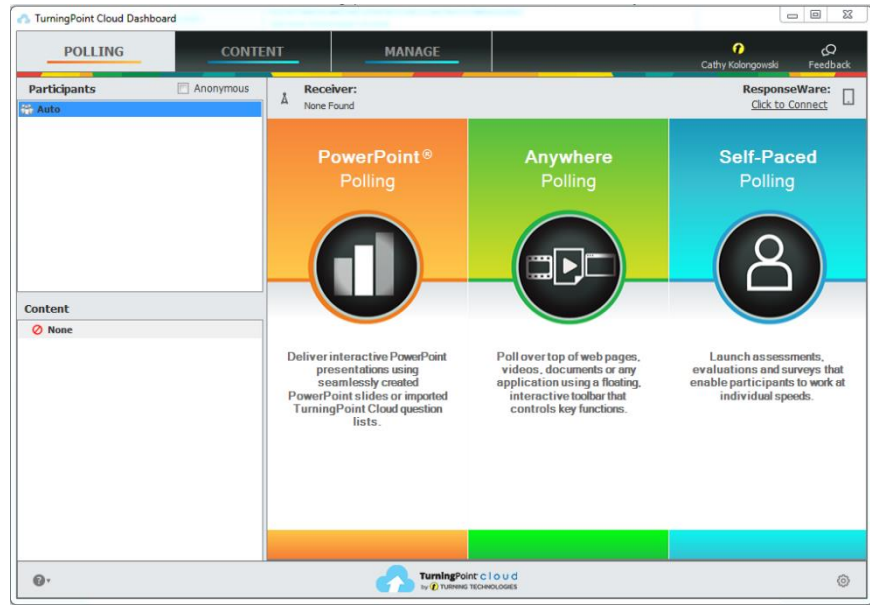 TurningPoint Cloud Dashboard
POLLING
CONTENT
MANAGE
Cathy Kolongowski
Feedback
Participants
Anonymous
Auto
Receiver:
None Found
ResponseWare:
Click to Connect
PowerPoint®
Polling
Deliver interactive PowerPoint
presentations using
seamlessly created
PowerPoint slides or imported
TurningPoint Cloud question
lists.
Anywhere
Polling
Poll over top of web pages,
videos, documents or any
application using a floating,
interactive toolbar that
controls key functions.
Self-Paced
Polling
Launch assessments,
evaluations and surveys that
enable participants to work at
individual speeds.
Content
None
TurningPoint cloud
by TURNING TECHNOLOGIES